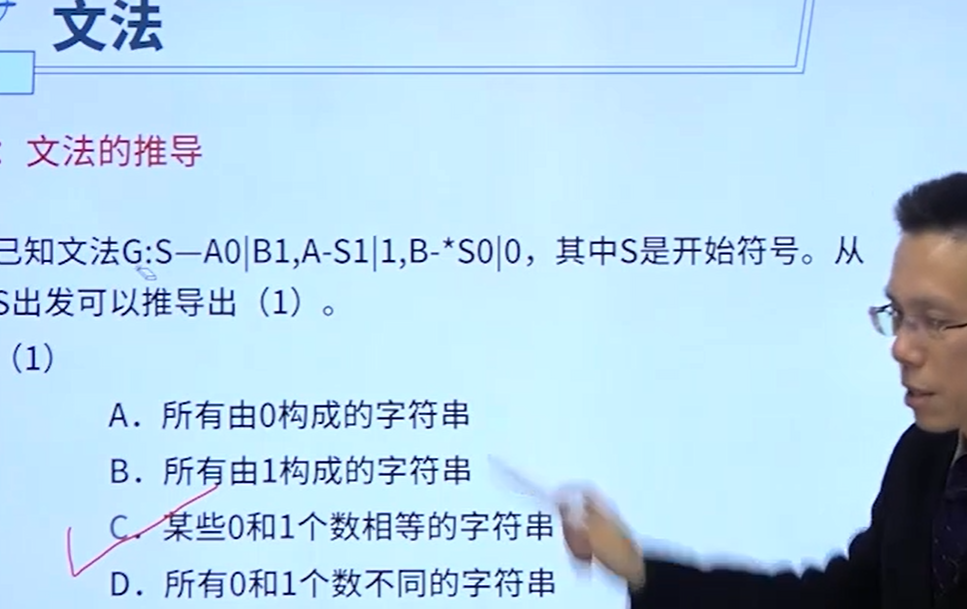 文法
：文法的推导
已知文法G:S—A0|B1,A-S1|1,B-*S0|0，其中S是开始符号。从
S出发可以推导出（1）。
（1）
A．所有由0构成的字符串
B．所有由1构成的字符串
C．某些0和1个数相等的字符串
D．所有0和1个数不同的字符串